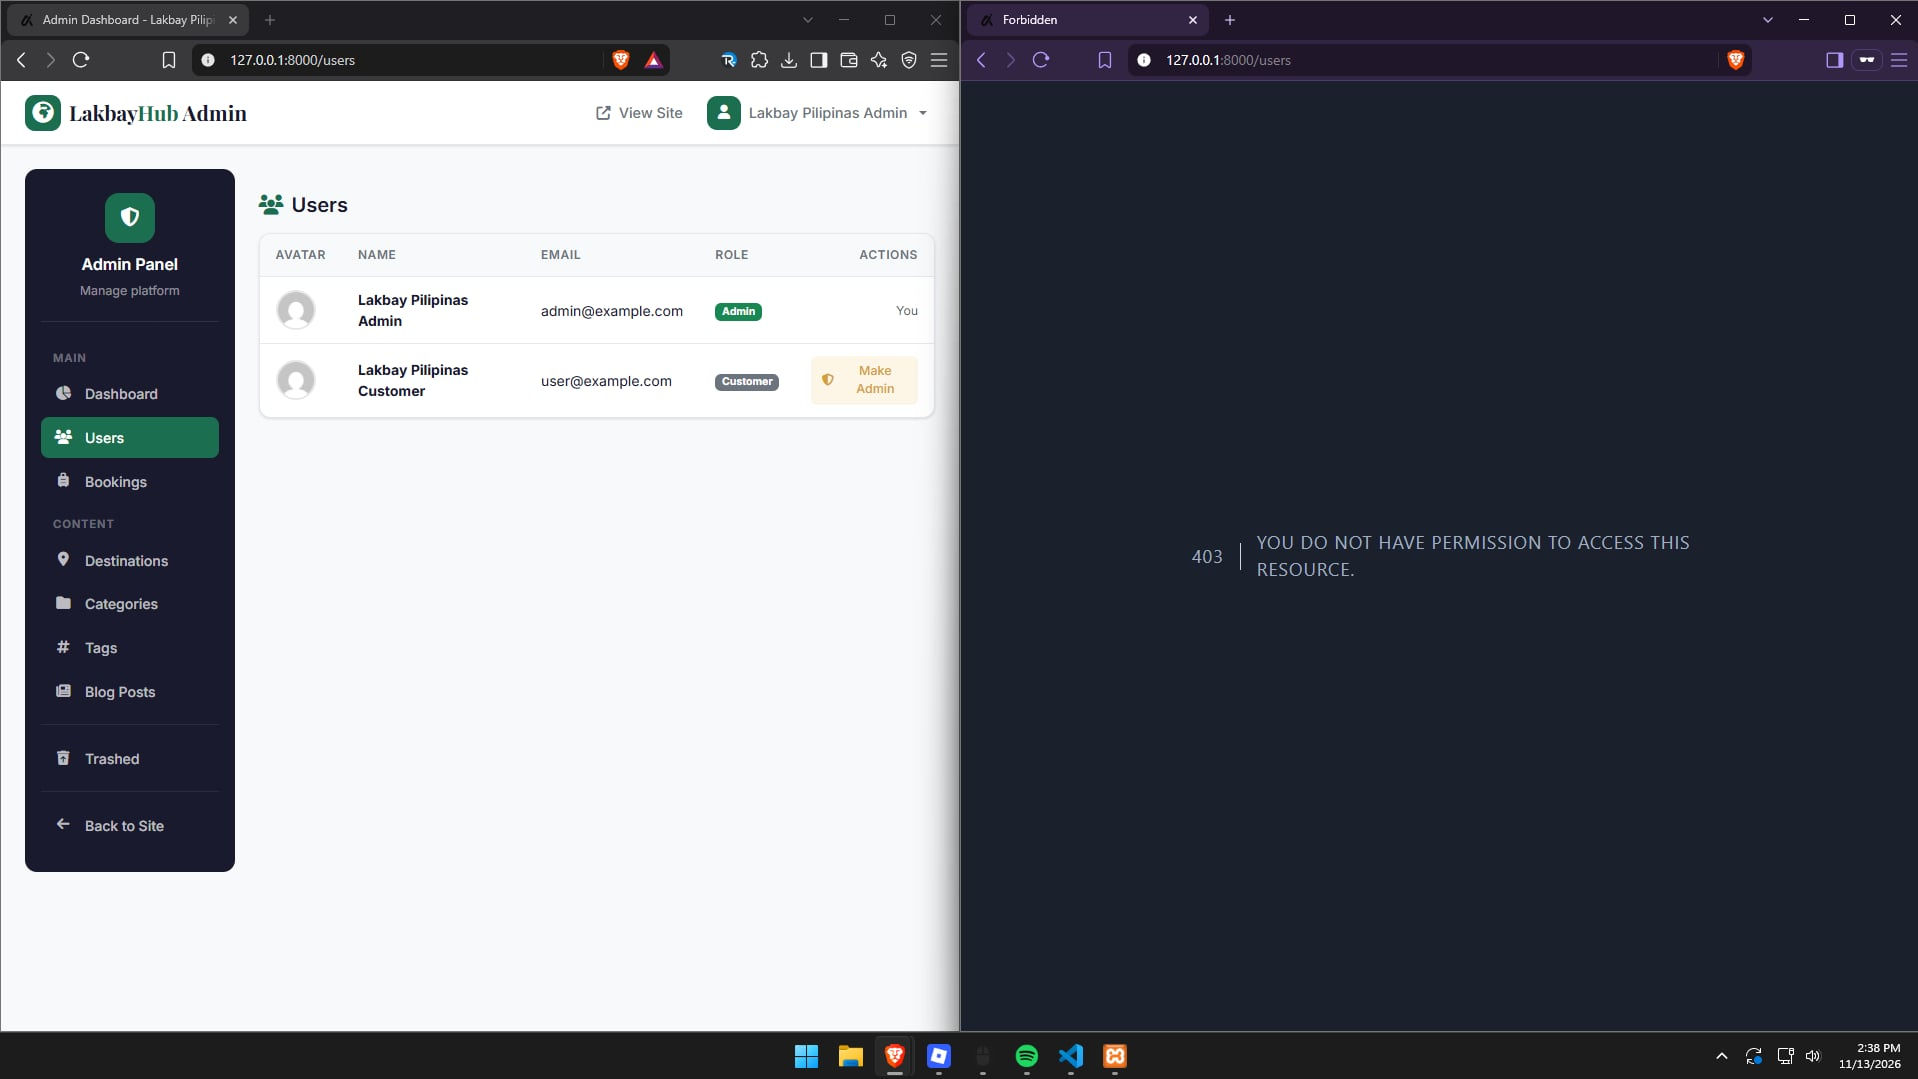 Admin Dashboard - Lakbay Pilip
127.0.0.1:8000/users
LakbayHub Admin
View Site
Lakbay Pilipinas Admin
Admin Panel
Manage platform
MAIN
Dashboard
Users
Bookings
CONTENT
Destinations
Categories
Tags
Blog Posts
Trashed
Back to Site
Users
AVATAR NAME EMAIL ROLE ACTIONS
Lakbay Pilipinas
Admin
admin@example.com
Admin
You
Lakbay Pilipinas
Customer
user@example.com
Customer
Make
Admin
Forbidden
127.0.0.1:8000/users
403
YOU DO NOT HAVE PERMISSION TO ACCESS THIS
RESOURCE.
2:38 PM
11/13/2026